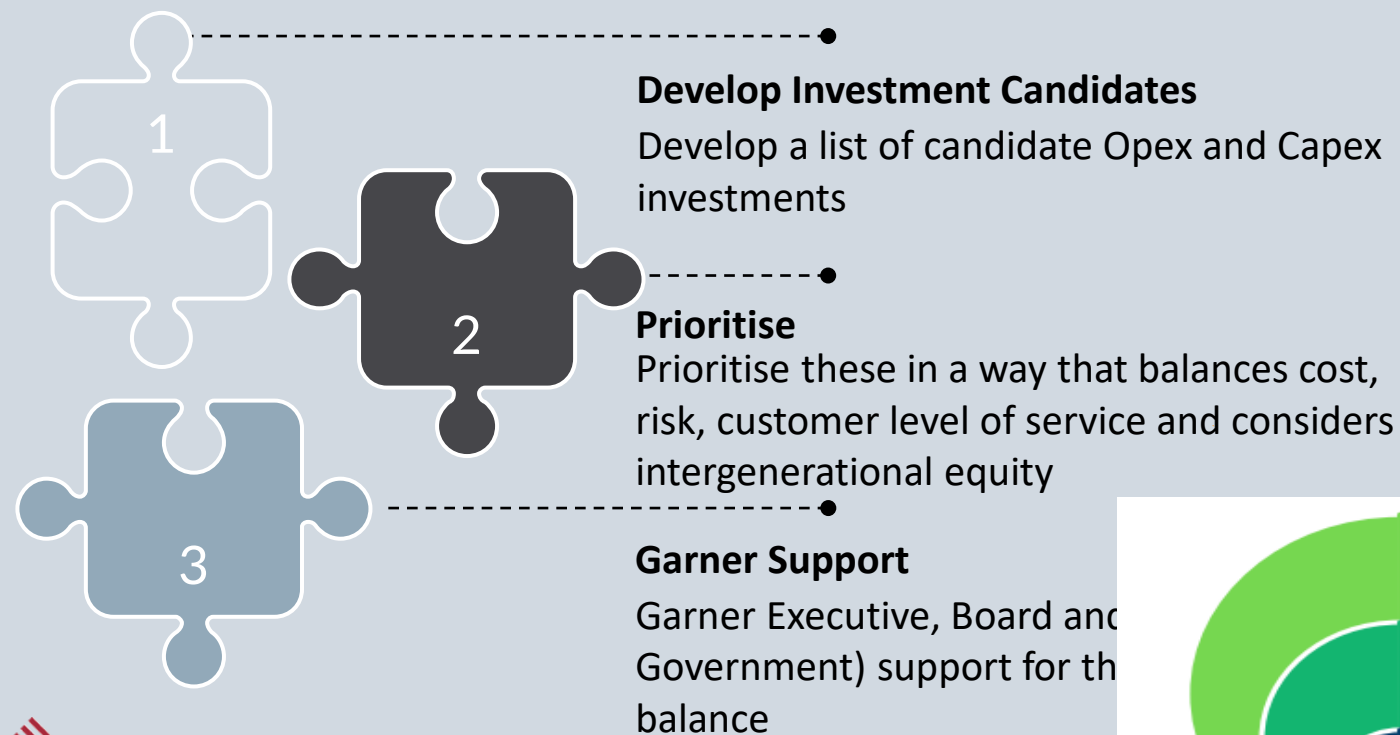 1
Develop Investment Candidates
Develop a list of candidate Opex and Capex
investments
2
Prioritise
Prioritise these in a way that balances cost,
risk, customer level of service and considers
intergenerational equity
3
Garner Support
Garner Executive, Board and
Government) support for
balance